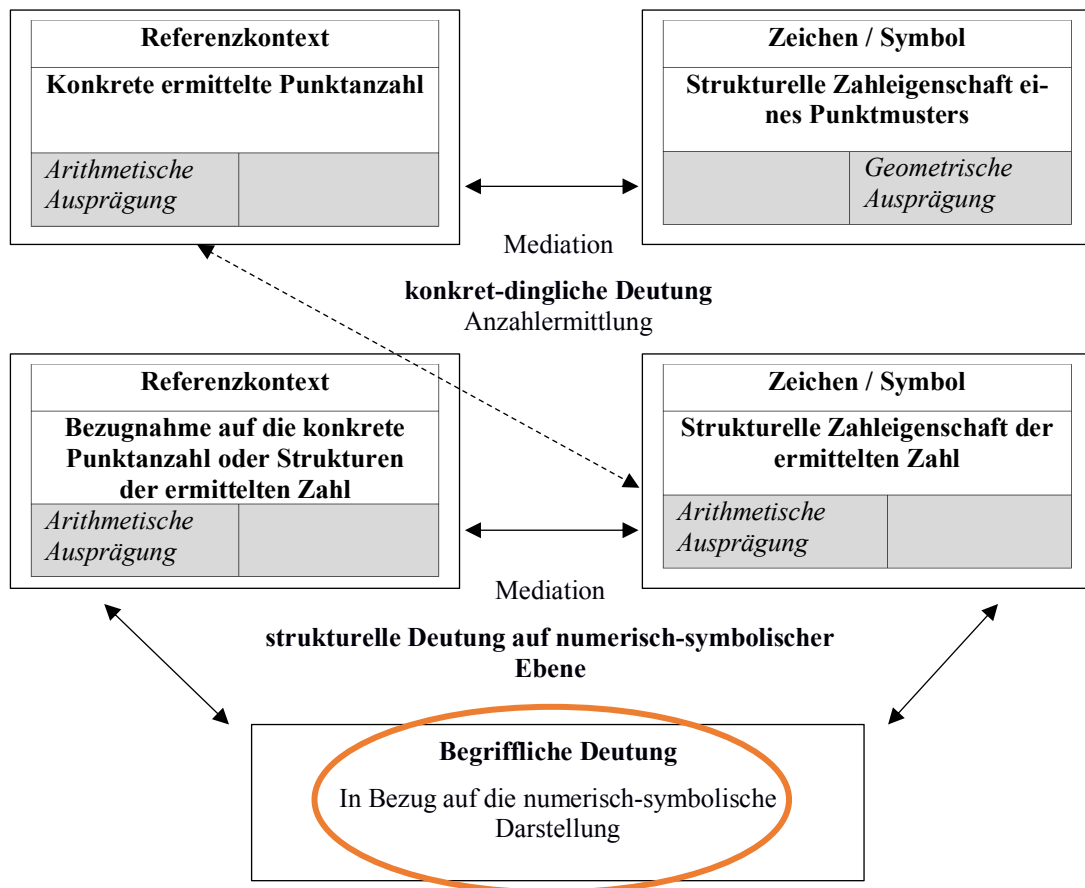 Referenzkontext
Konkrete ermittelte Punktanzahl
Arithmetische
Ausprägung
Zeichen / Symbol
Strukturelle Zahleigenschaft ei-
nes Punktmusters
Geometrische
Ausprägung
Mediation
konkret-dingliche Deutung
Anzahlermittlung
Referenzkontext
Bezugnahme auf die konkrete
Punktanzahl oder Strukturen
der ermittelten Zahl
Arithmetische
Ausprägung
Zeichen / Symbol
Strukturelle Zahleigenschaft der
ermittelten Zahl
Arithmetische
Ausprägung
Mediation
strukturelle Deutung auf numerisch-symbolischer
Ebene
Begriffliche Deutung
In Bezug auf die numerisch-symbolische
Darstellung